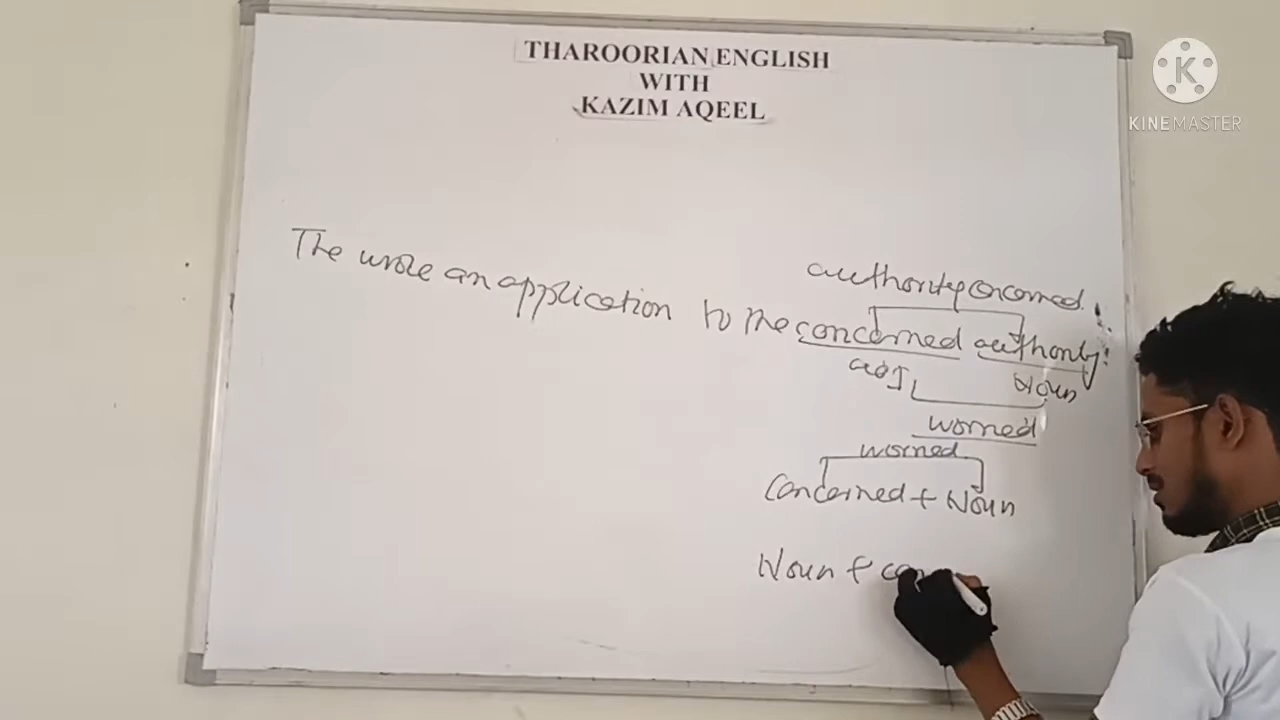 THAROORIAN ENGLISH
WITH
KAZIM AQEEL
KINEMASTER
authority concerned.
The wrote an application to the concerned authority.
adj Noun
worried
worried
Concerned + Noun
Noun + con